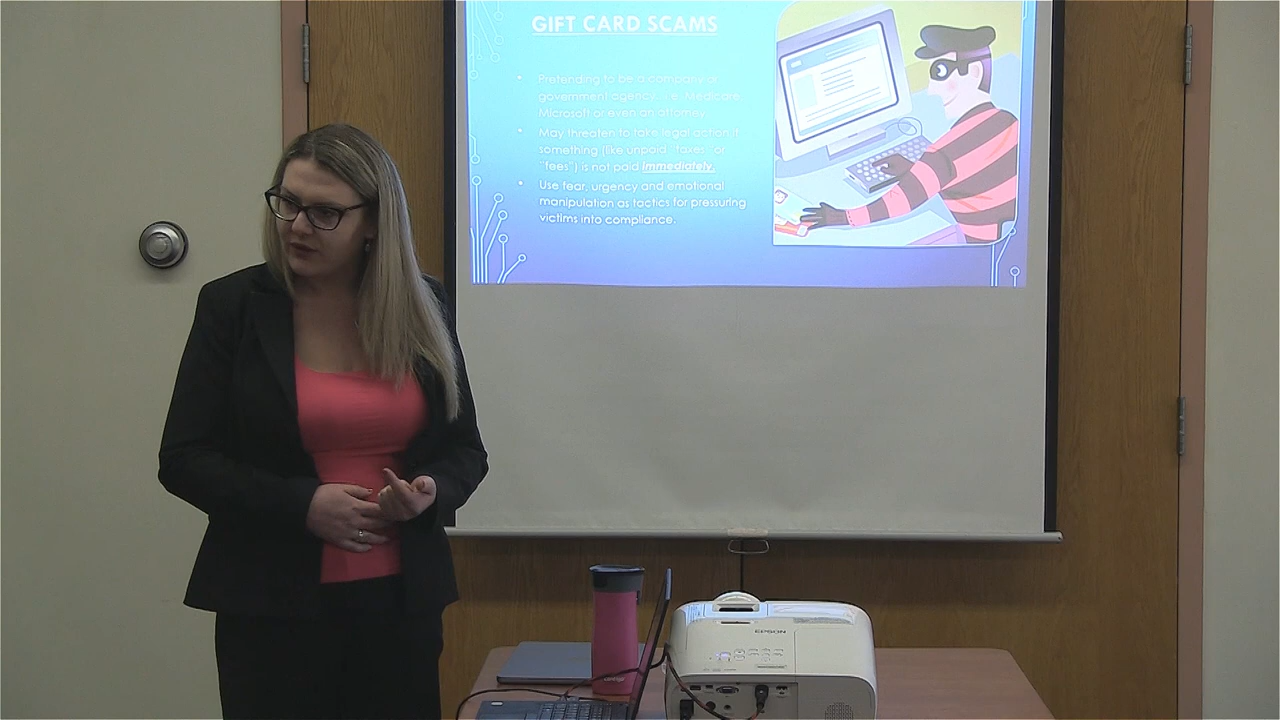 GIFT CARD SCAMS
• Pretending to be a company or
government agency, i.e. Medicare,
Microsoft or even an attorney.
• May threaten to take legal action if
something (like unpaid "taxes" or
"fees") is not paid immediately.
• Use fear, urgency and emotional
manipulation as tactics for pressuring
victims into compliance.
EPSON